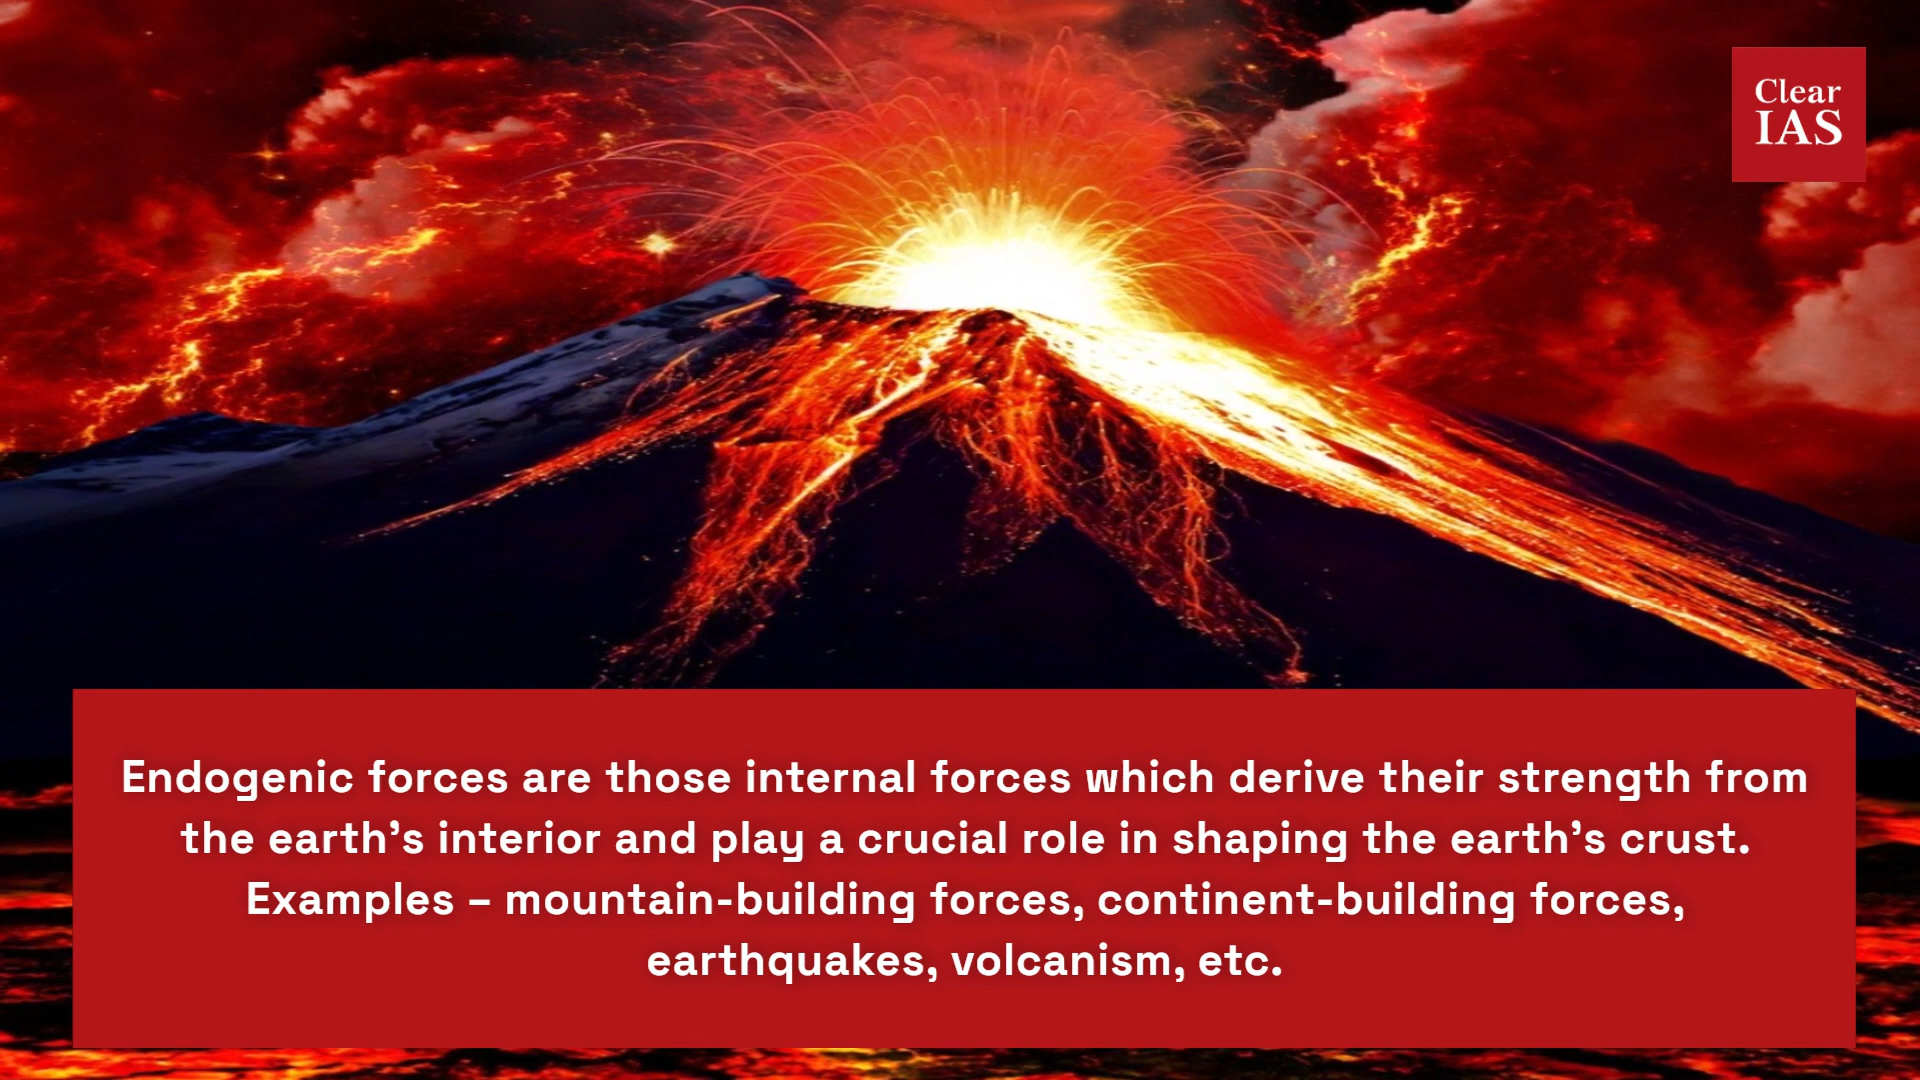 Clear
IAS
Endogenic forces are those internal forces which derive their strength from
the earth’s interior and play a crucial role in shaping the earth’s crust.
Examples – mountain-building forces, continent-building forces,
earthquakes, volcanism, etc.